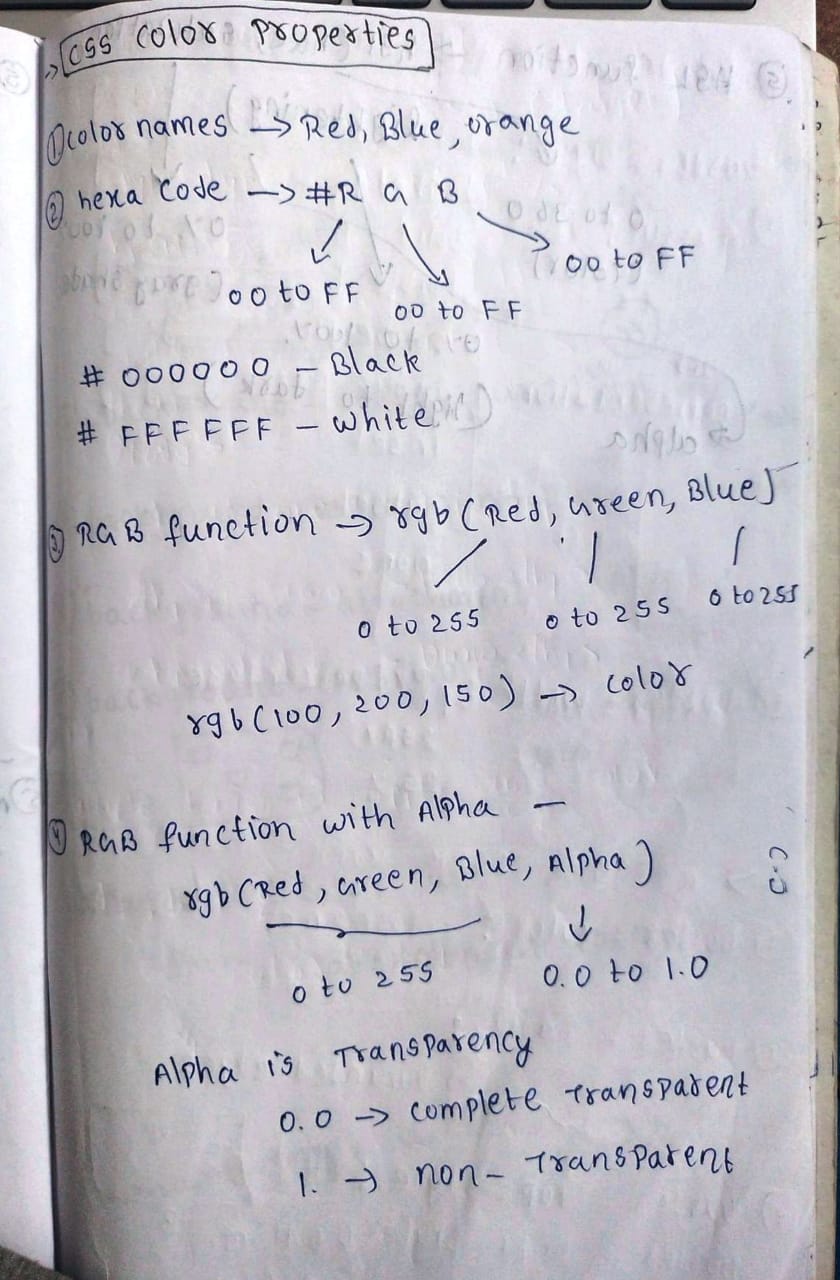 → CSS Color Properties
① color names → Red, Blue, orange
② hexa Code → #R G B
00 to FF 00 to FF 00 to FF
# 000000 - Black
# FFFFFF - white
③ RGB function → rgb (Red, Green, Blue)
0 to 255 0 to 255 0 to 255
rgb (100, 200, 150) → color
④ RGB function with Alpha -
rgb (Red, Green, Blue, Alpha)
0 to 255 0.0 to 1.0
Alpha is Transparency
0.0 → complete transparent
1. → non- Transparent